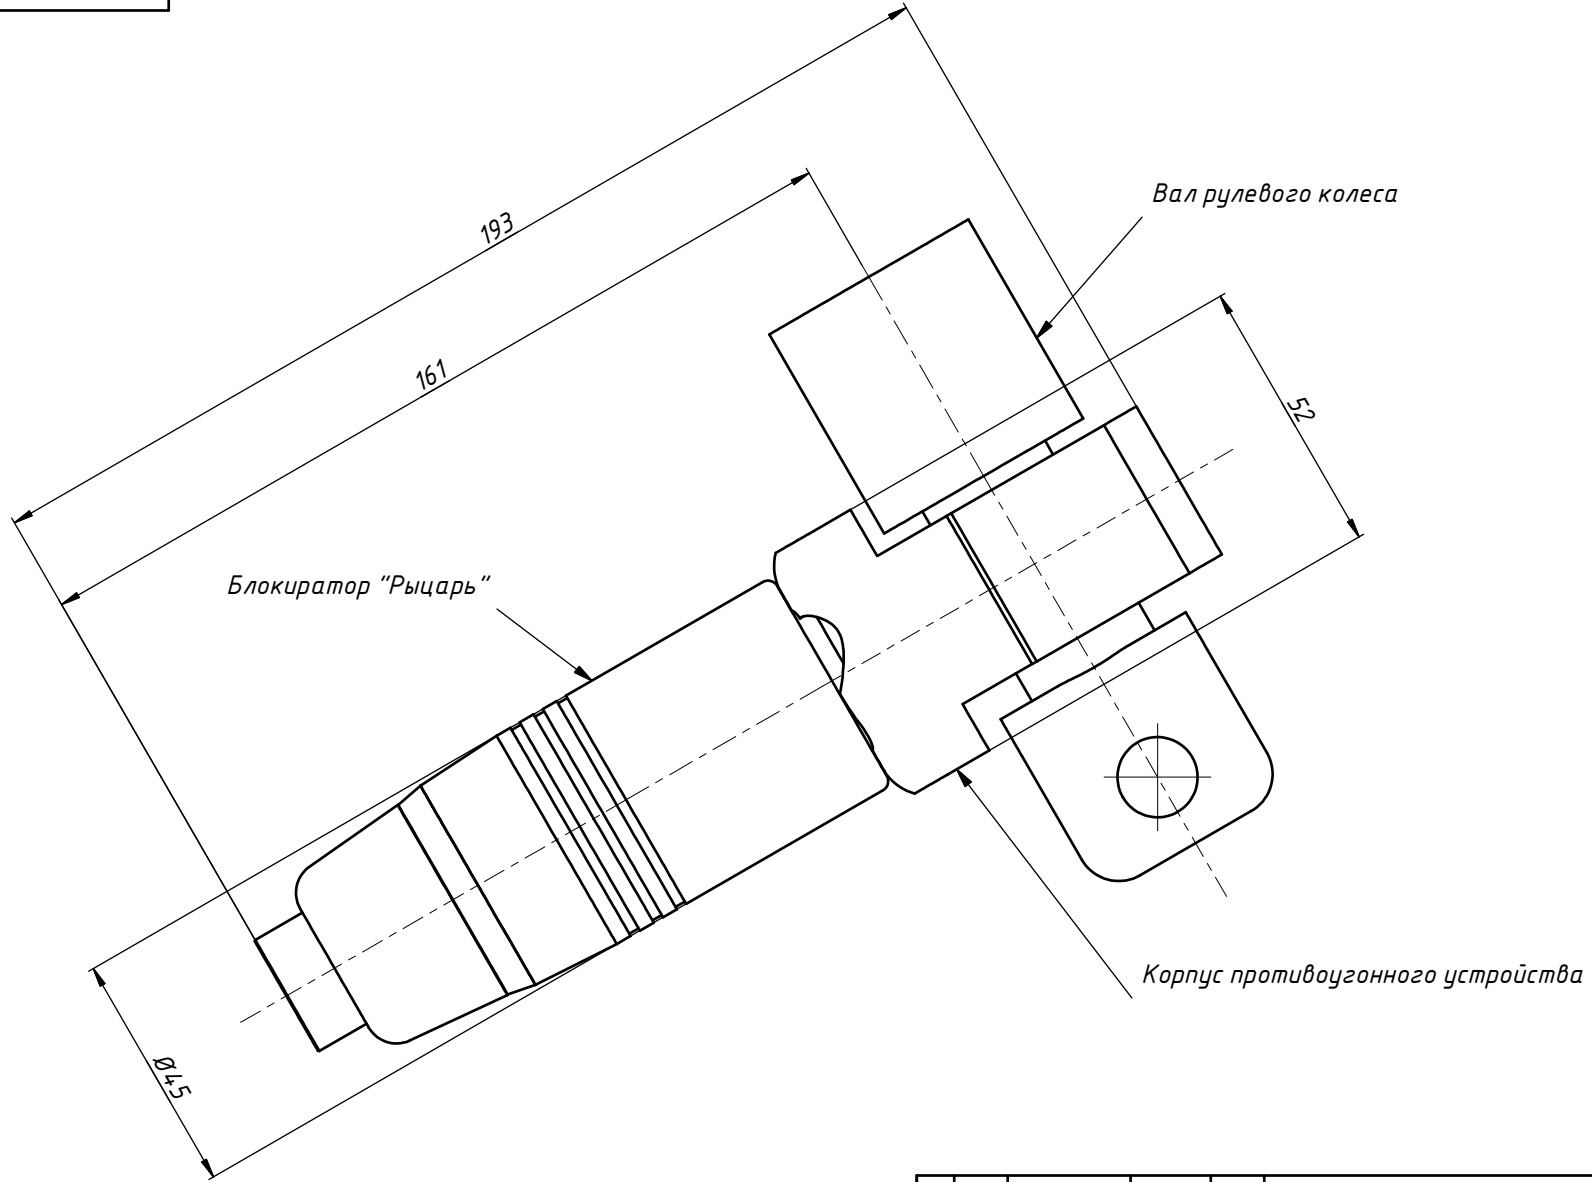 193
Вал рулевого колеса
161
52
Блокиратор "Рыцарь"
Корпус противоугонного устройства
Ø45